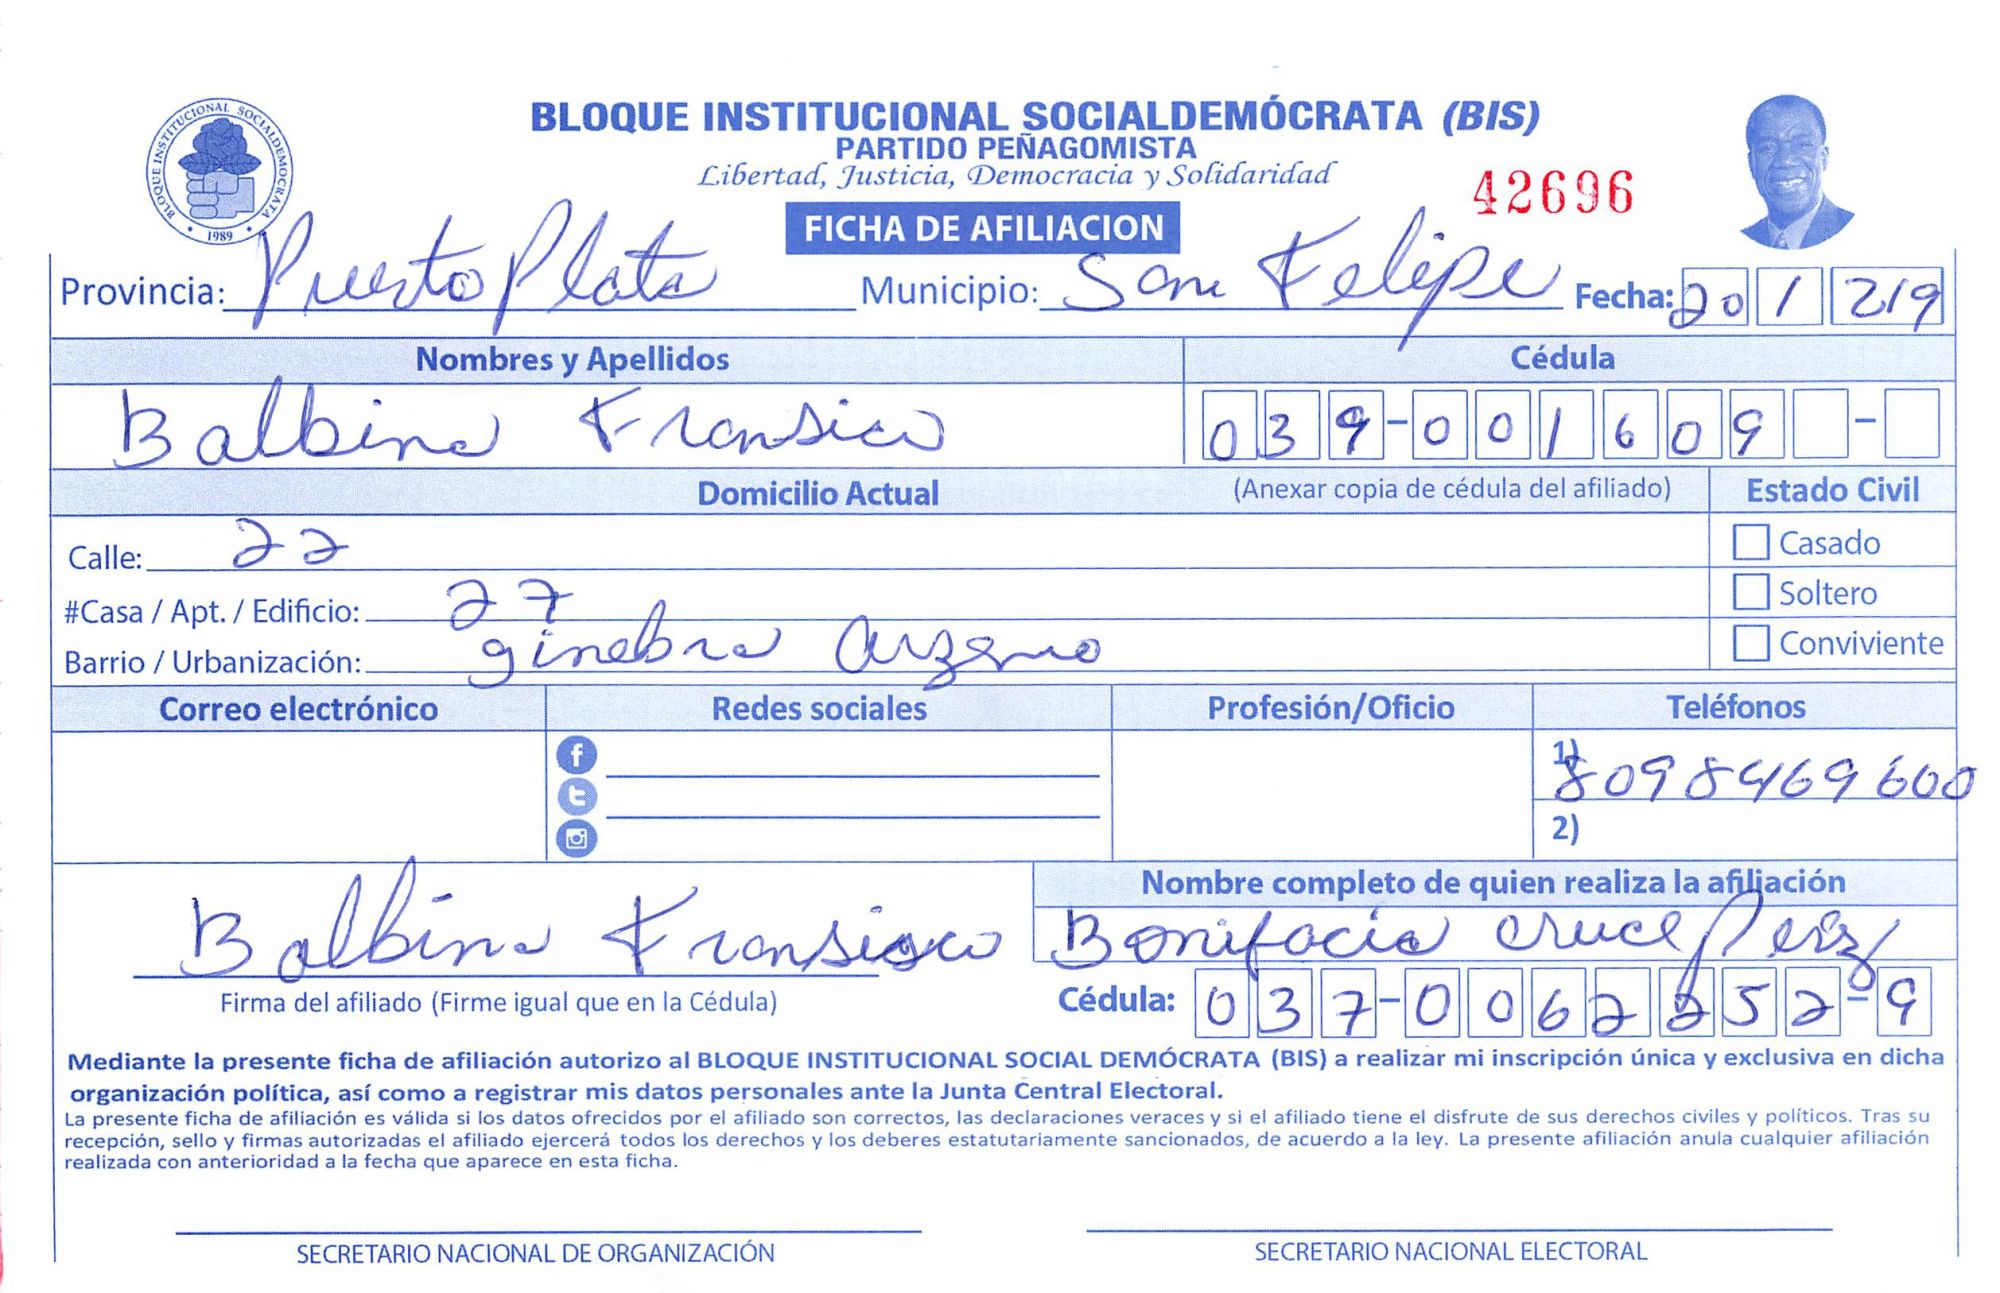 BLOQUE INSTITUCIONAL SOCIALDEMOCRATA
1989
BLOQUE INSTITUCIONAL SOCIALDEMÓCRATA (BIS)
PARTIDO PEÑAGOMISTA
Libertad, Justicia, Democracia y Solidaridad
42696
FICHA DE AFILIACION
Provincia: Puerto Plata Municipio: San Felipe Fecha: 20 1 219
Nombres y Apellidos Cédula
Balbina Fransico 039-001609 -
Domicilio Actual (Anexar copia de cédula del afiliado) Estado Civil
Calle: 22 Casado
#Casa / Apt. / Edificio: 27 Soltero
Barrio / Urbanización: ginebra arzeno Conviviente
Correo electrónico Redes sociales Profesión/Oficio Teléfonos
1) 8098469600
2)
Nombre completo de quien realiza la afiliación
Balbina Bonifacia cruce Perez
Firma del afiliado (Firme igual que en la Cédula) Cédula: 037-0062252-9
Mediante la presente ficha de afiliación autorizo al BLOQUE INSTITUCIONAL SOCIAL DEMÓCRATA (BIS) a realizar mi inscripción única y exclusiva en dicha
organización política, así como a registrar mis datos personales ante la Junta Central Electoral.
La presente ficha de afiliación es válida si los datos ofrecidos por el afiliado son correctos, las declaraciones veraces y si el afiliado tiene el disfrute de sus derechos civiles y políticos. Tras su
recepción, sello y firmas autorizadas el afiliado ejercerá todos los derechos y los deberes estatutariamente sancionados, de acuerdo a la ley. La presente afiliación anula cualquier afiliación
realizada con anterioridad a la fecha que aparece en esta ficha.
SECRETARIO NACIONAL DE ORGANIZACIÓN SECRETARIO NACIONAL ELECTORAL